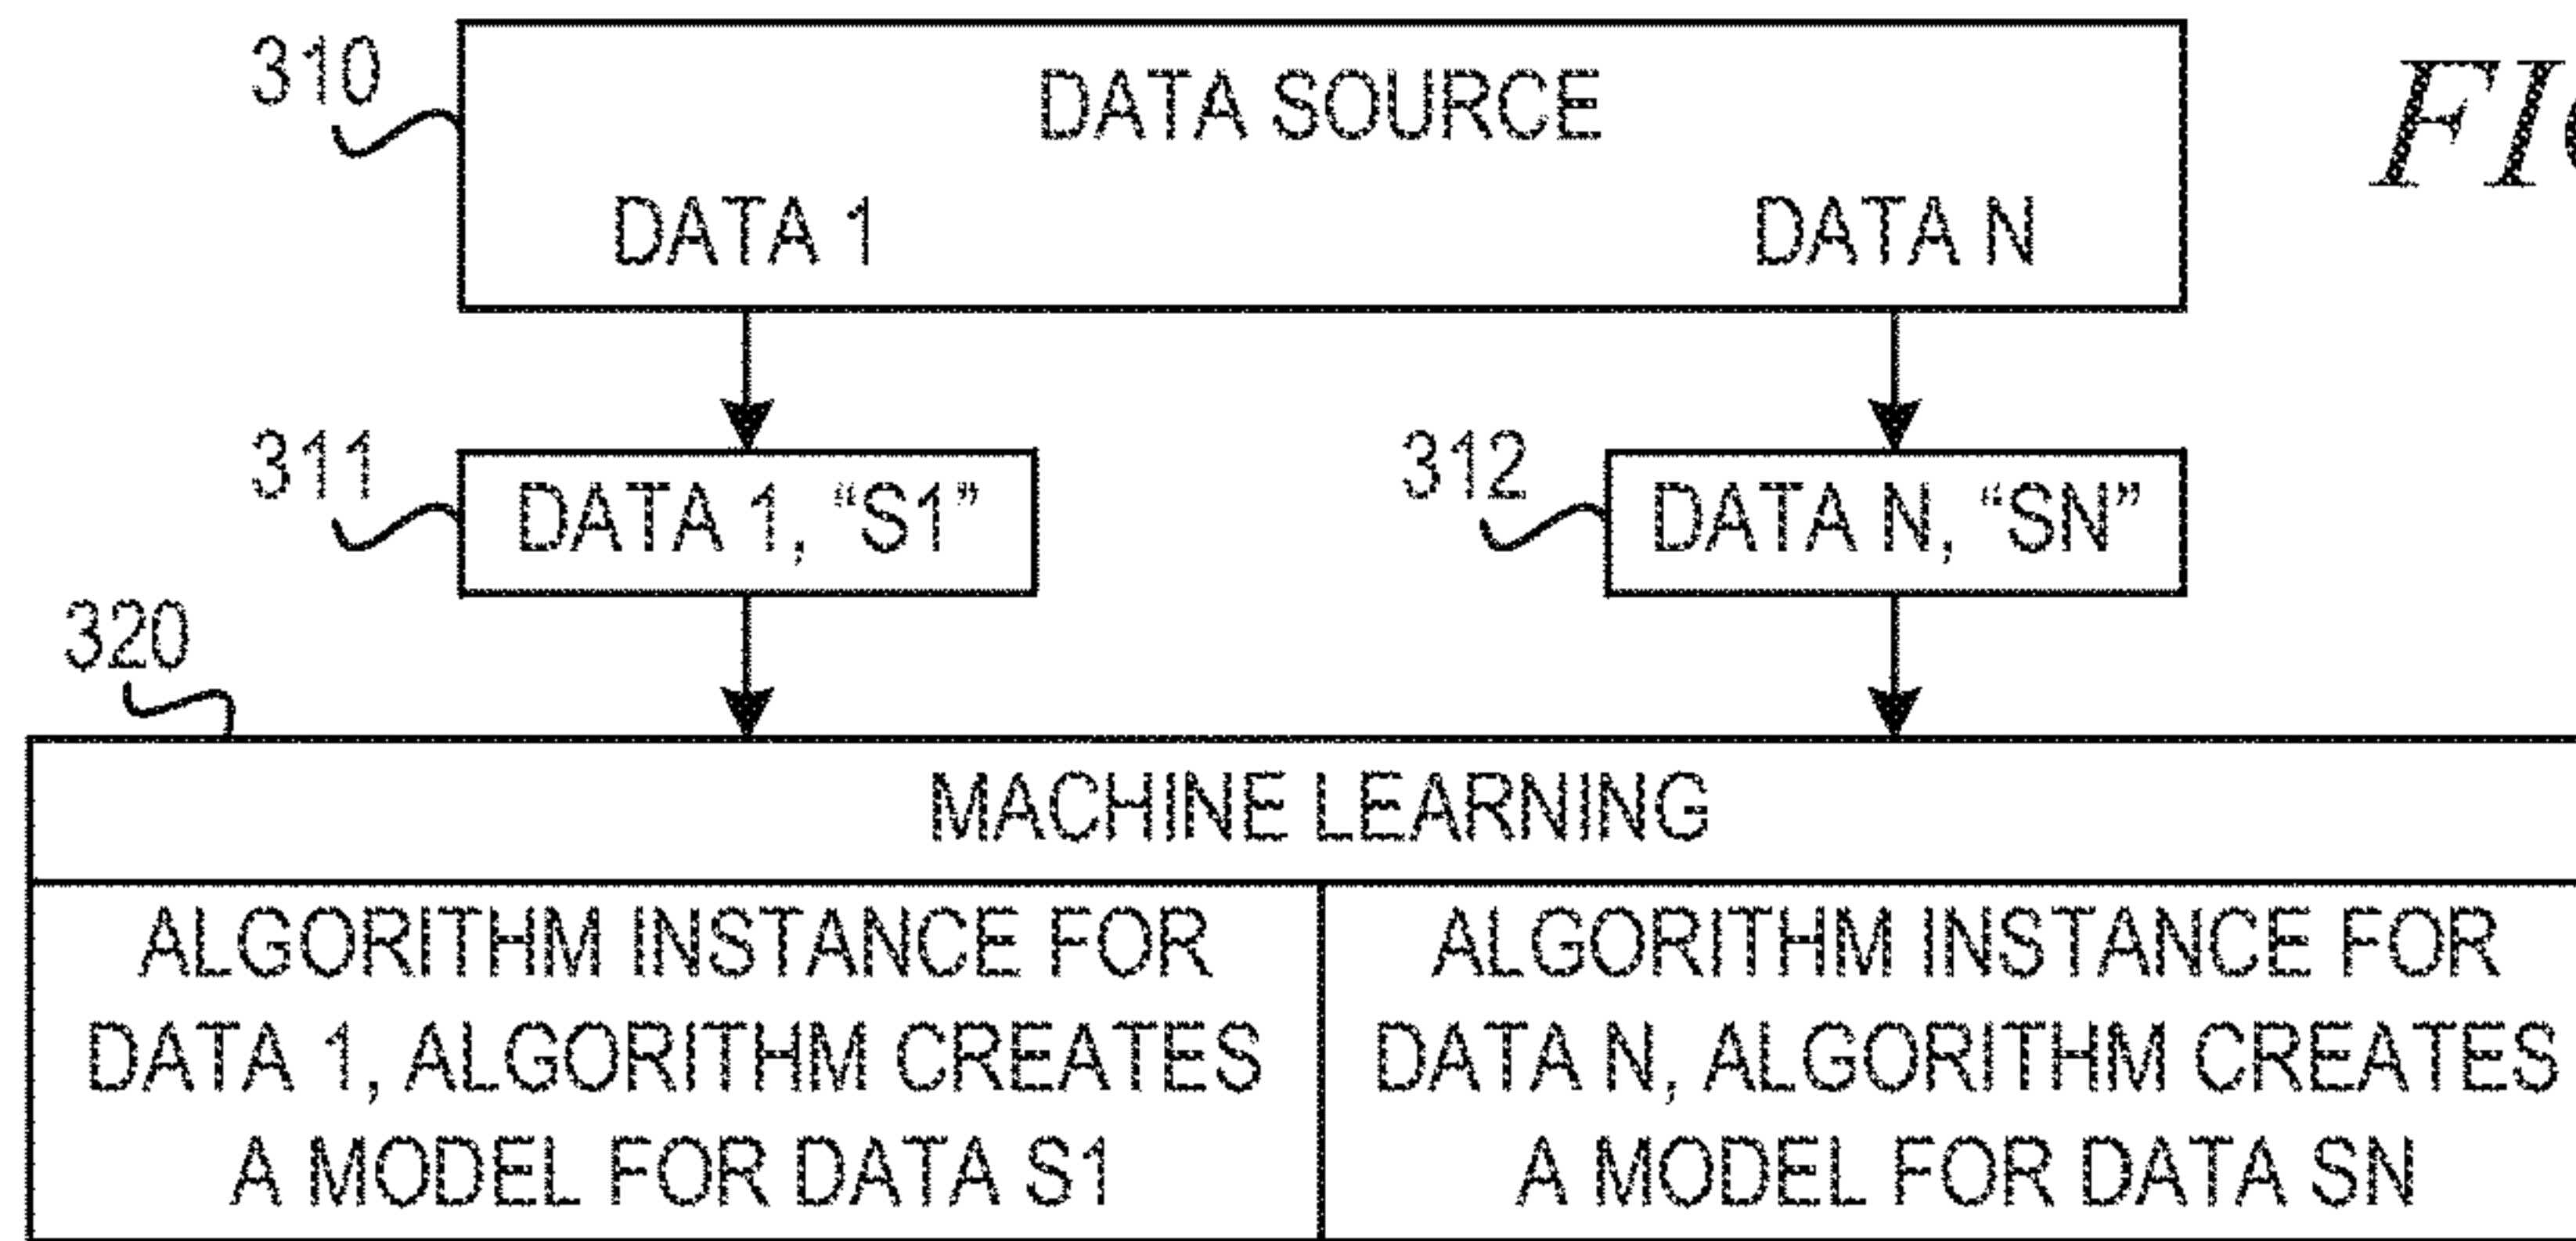 310
DATA SOURCE
FIG
DATA 1
DATA N
311
DATA 1, “S1”
312
DATA N, “SN”
320
MACHINE LEARNING
ALGORITHM INSTANCE FOR
DATA 1, ALGORITHM CREATES
A MODEL FOR DATA S1
ALGORITHM INSTANCE FOR
DATA N, ALGORITHM CREATES
A MODEL FOR DATA SN